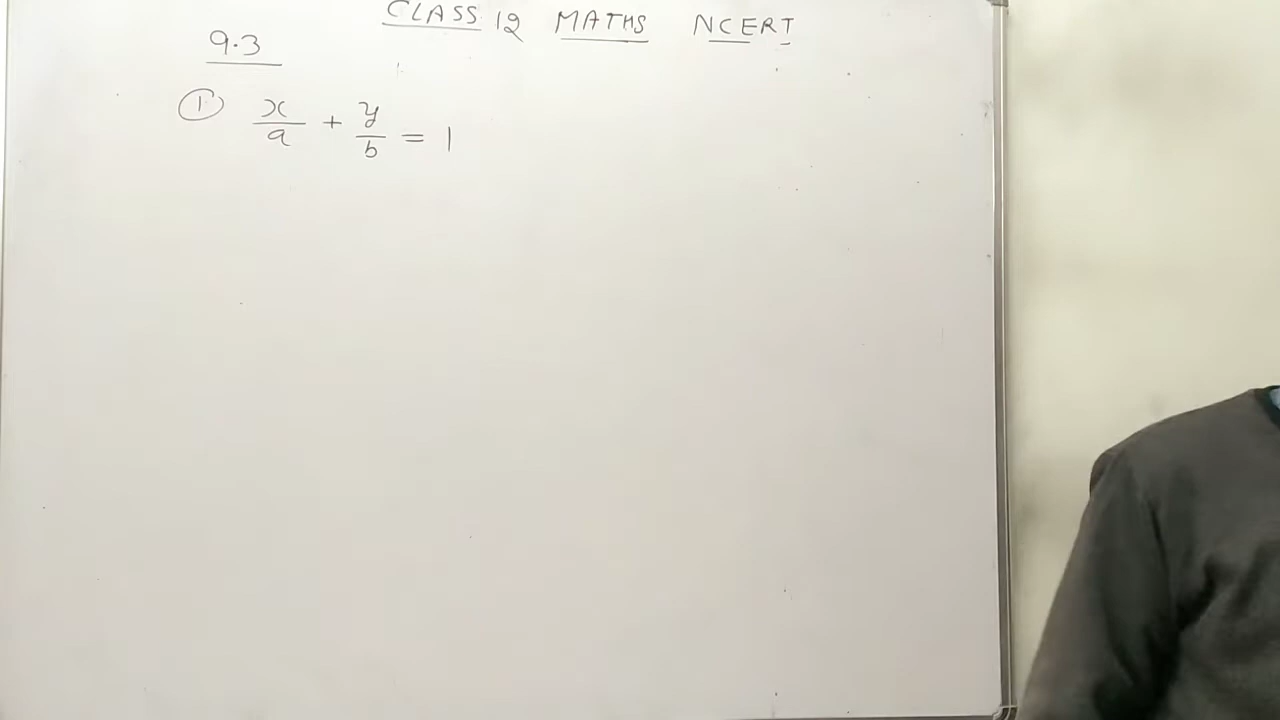 CLASS 12 MATHS NCERT
9.3
① x/a + y/b = 1